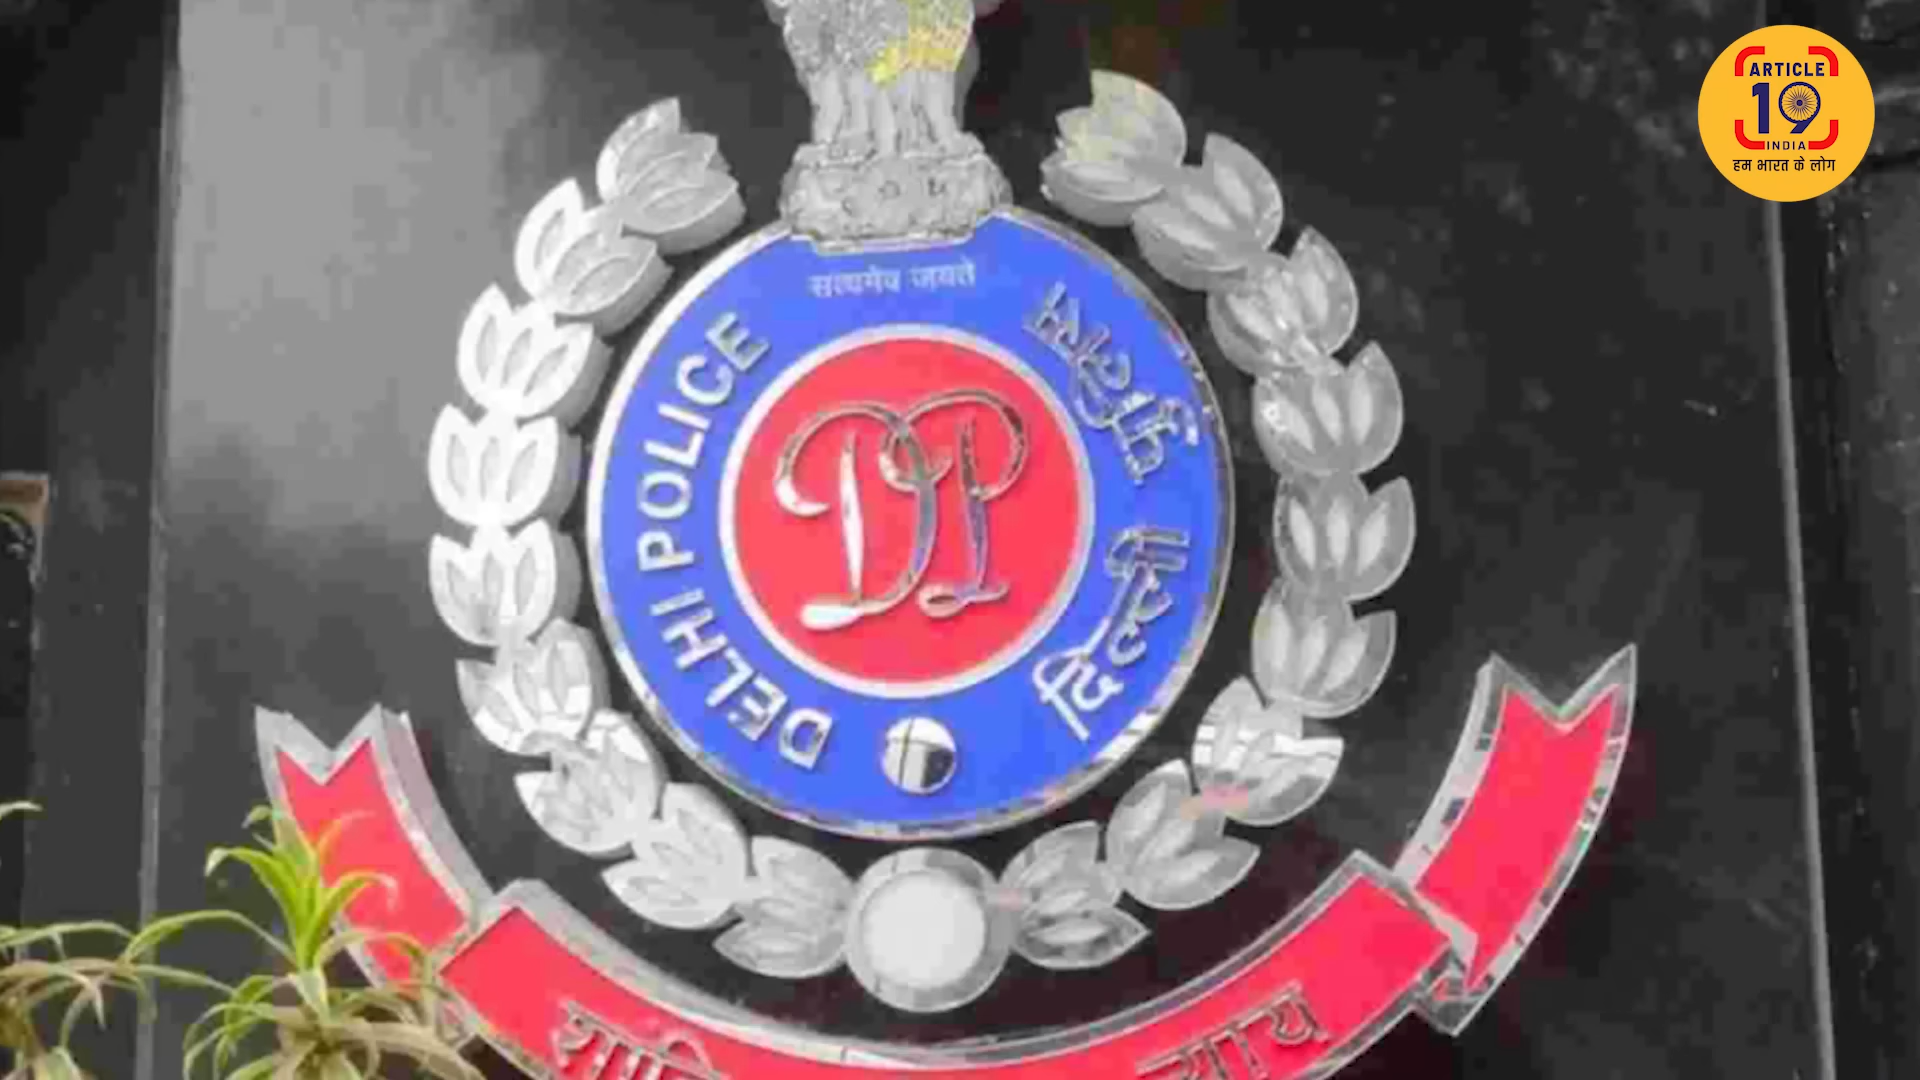 ARTICLE
19
INDIA
हम भारत के लोग
सत्यमेव जयते
DELHI POLICE
दिल्ली पुलिस
DP